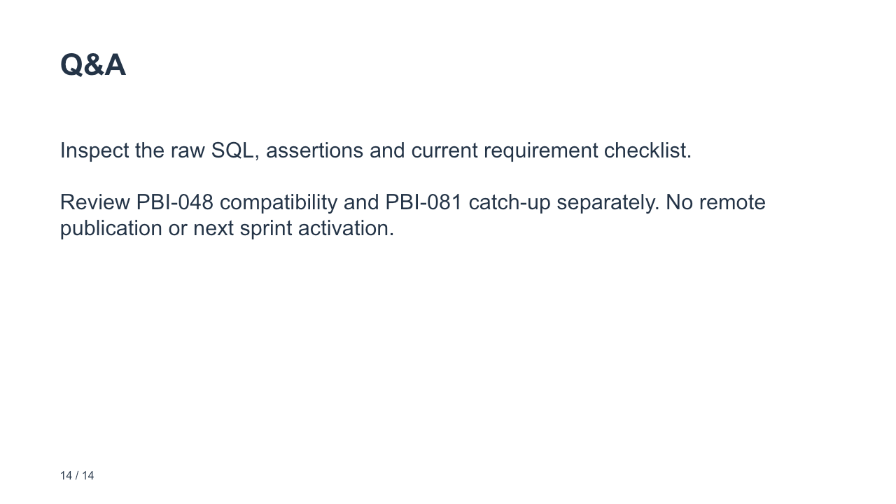 Q&A
Inspect the raw SQL, assertions and current requirement checklist.
Review PBI-048 compatibility and PBI-081 catch-up separately. No remote
publication or next sprint activation.
14 / 14